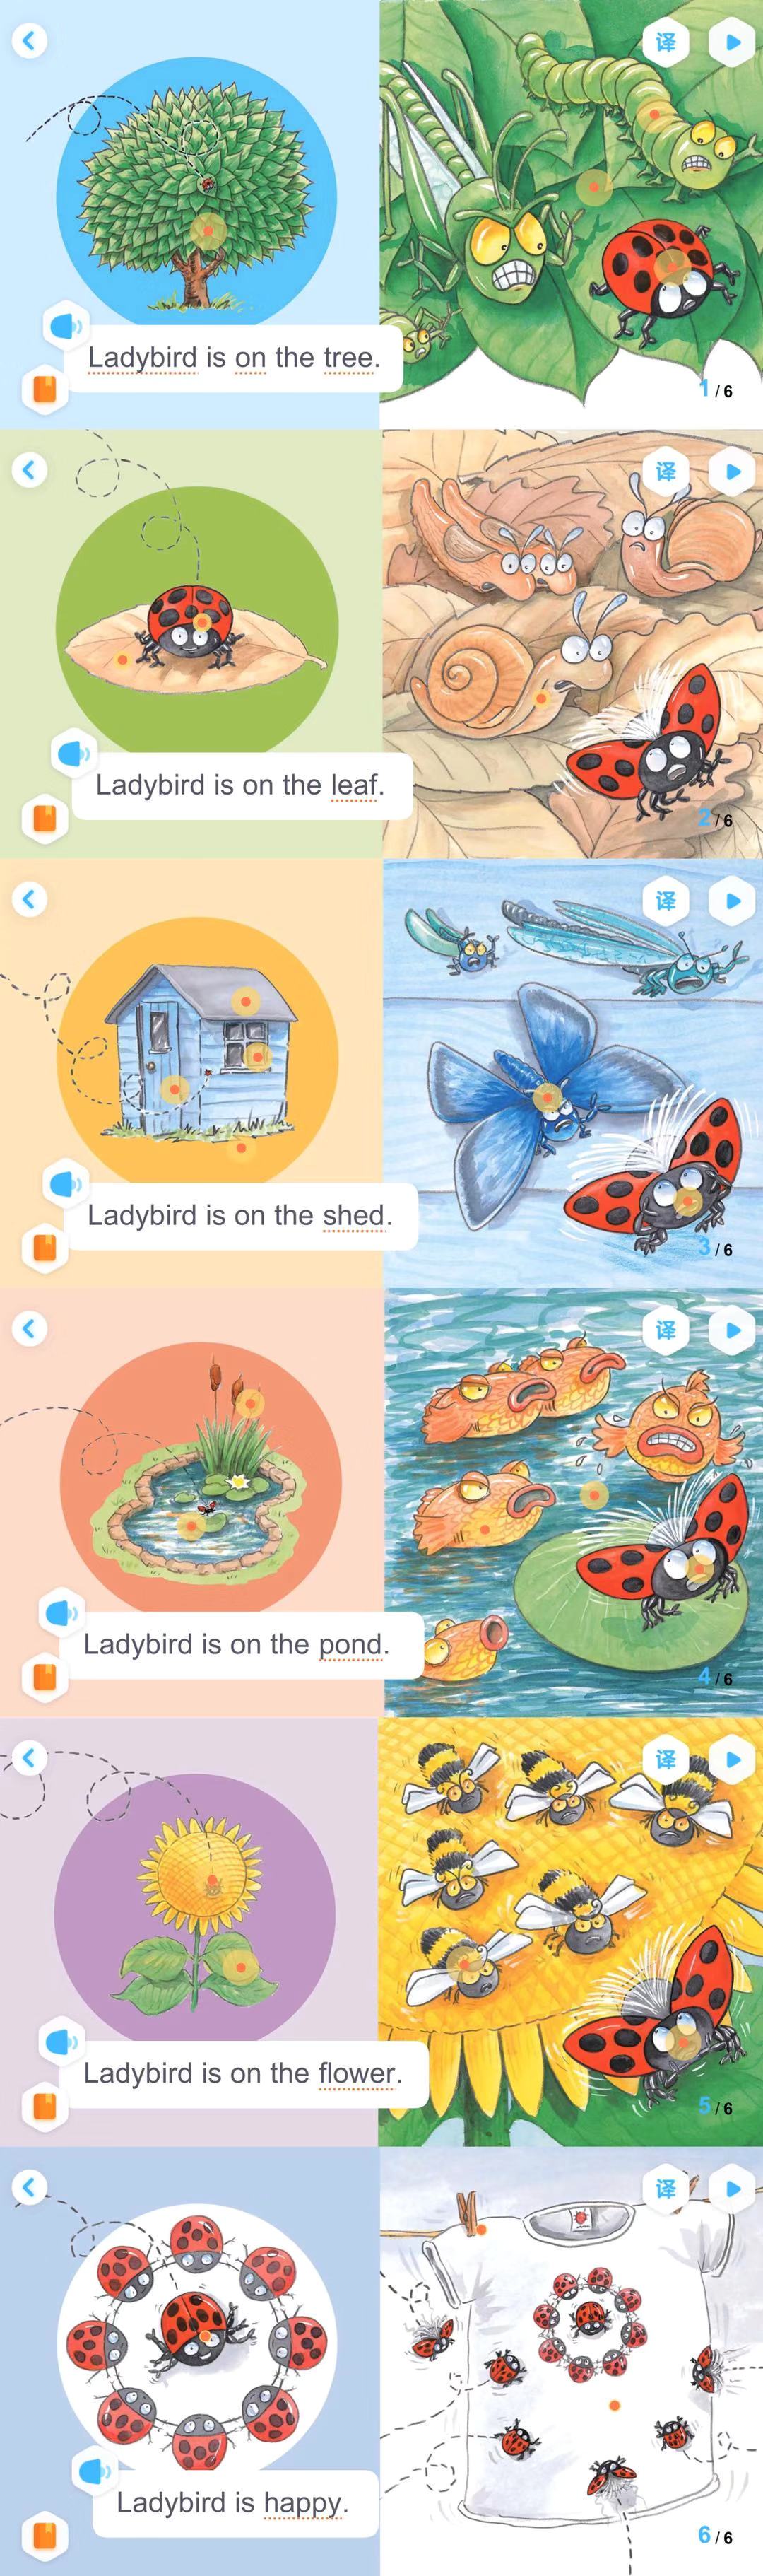 译
Ladybird is on the tree.
1/6
译
Ladybird is on the leaf.
2/6
译
Ladybird is on the shed.
3/6
译
Ladybird is on the pond.
4/6
译
Ladybird is on the flower.
5/6
译
Ladybird is happy.
6/6